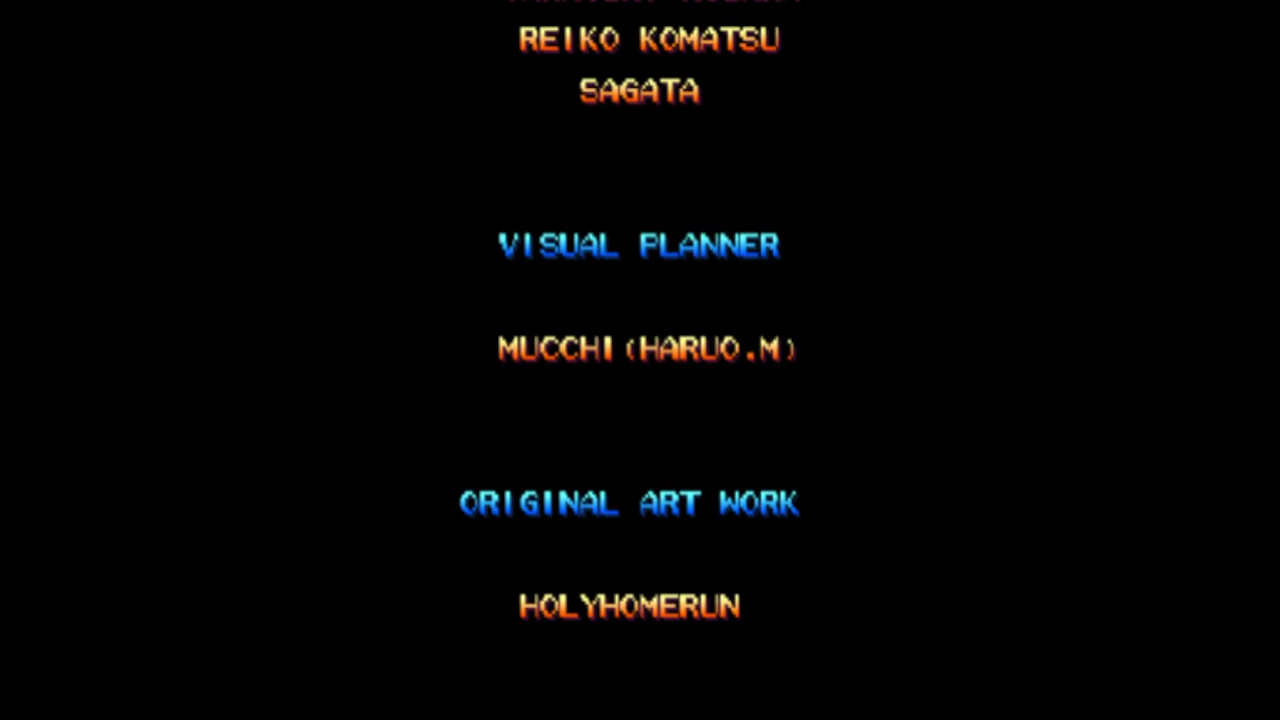 REIKO KOMATSU
SAGATA
VISUAL PLANNER
MUCCHI(HARUO.M)
ORIGINAL ART WORK
HOLYHOMERUN